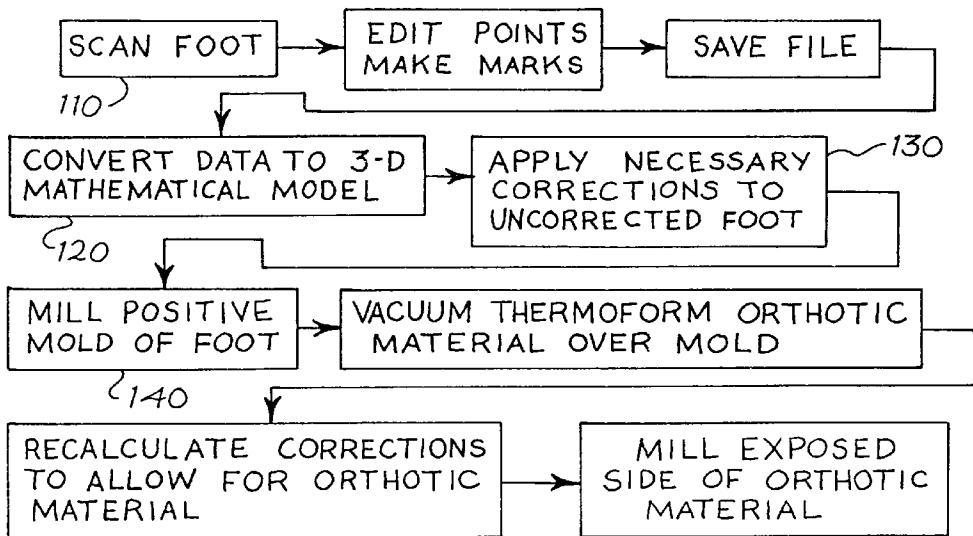 SCAN FOOT
110
EDIT POINTS
MAKE MARKS
SAVE FILE
CONVERT DATA TO 3-D
MATHEMATICAL MODEL
120
APPLY NECESSARY
CORRECTIONS TO
UNCORRECTED FOOT
130
MILL POSITIVE
MOLD OF FOOT
140
VACUUM THERMOFORM ORTHOTIC
MATERIAL OVER MOLD
RECALCULATE CORRECTIONS
TO ALLOW FOR ORTHOTIC
MATERIAL
MILL EXPOSED
SIDE OF ORTHOTIC
MATERIAL